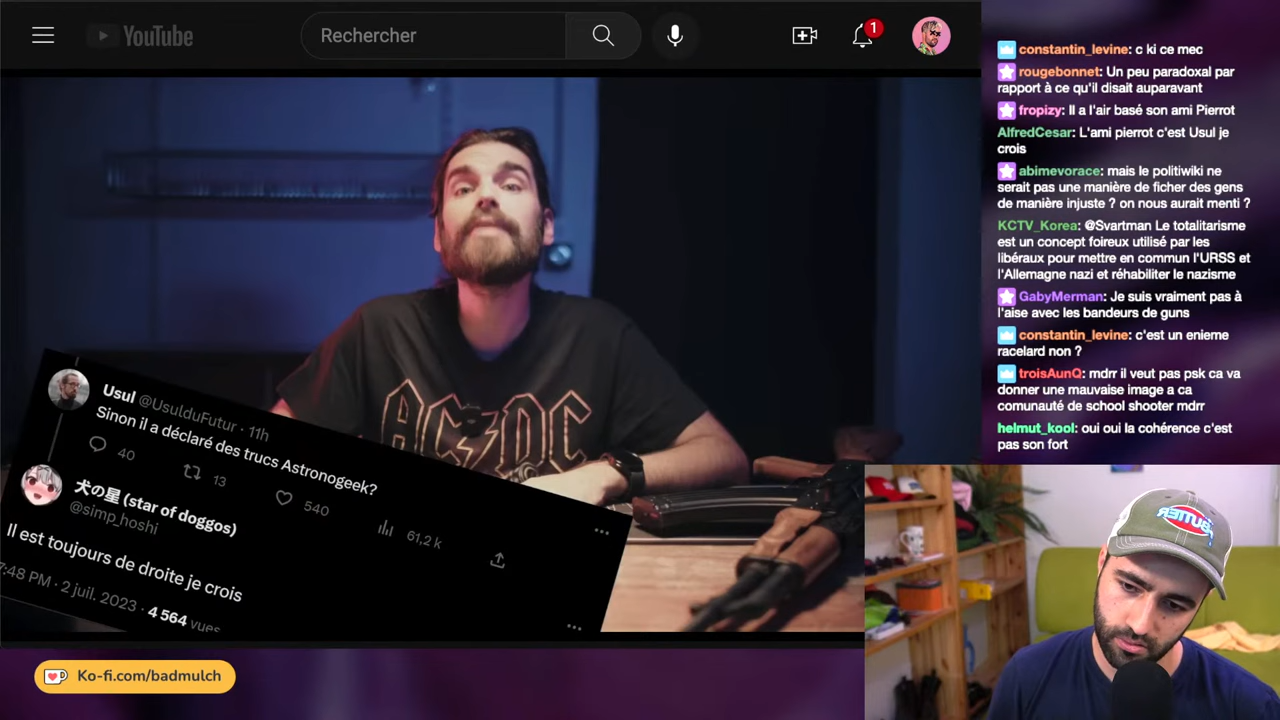 YouTube
Rechercher
1
AC DC
Usul @UsulduFutur · 11h
Sinon il a déclaré des trucs Astronogeek?
40
13
540
61,2 k
犬の星 (star of doggos)
@simp_hoshi
Il est toujours de droite je crois
7:48 PM · 2 juil. 2023 · 4 564 vues
Ko-fi.com/badmulch
constantin_levine: c ki ce mec
rougebonnet: Un peu paradoxal par
rapport à ce qu'il disait auparavant
fropizy: Il a l'air basé son ami Pierrot
AlfredCesar: L'ami pierrot c'est Usul je
crois
abimevorace: mais le politiwiki ne
serait pas une manière de ficher des gens
de manière injuste ? on nous aurait menti ?
KCTV_Korea: @Svartman Le totalitarisme
est un concept foireux utilisé par les
libéraux pour mettre en commun l'URSS et
l'Allemagne nazi et réhabiliter le nazisme
GabyMerman: Je suis vraiment pas à
l'aise avec les bandeurs de guns
constantin_levine: c'est un enieme
racelard non ?
troisAunQ: mdrr il veut pas psk ca va
donner une mauvaise image a ca
comunauté de school shooter mdrr
helmut_kool: oui oui la cohérence c'est
pas son fort